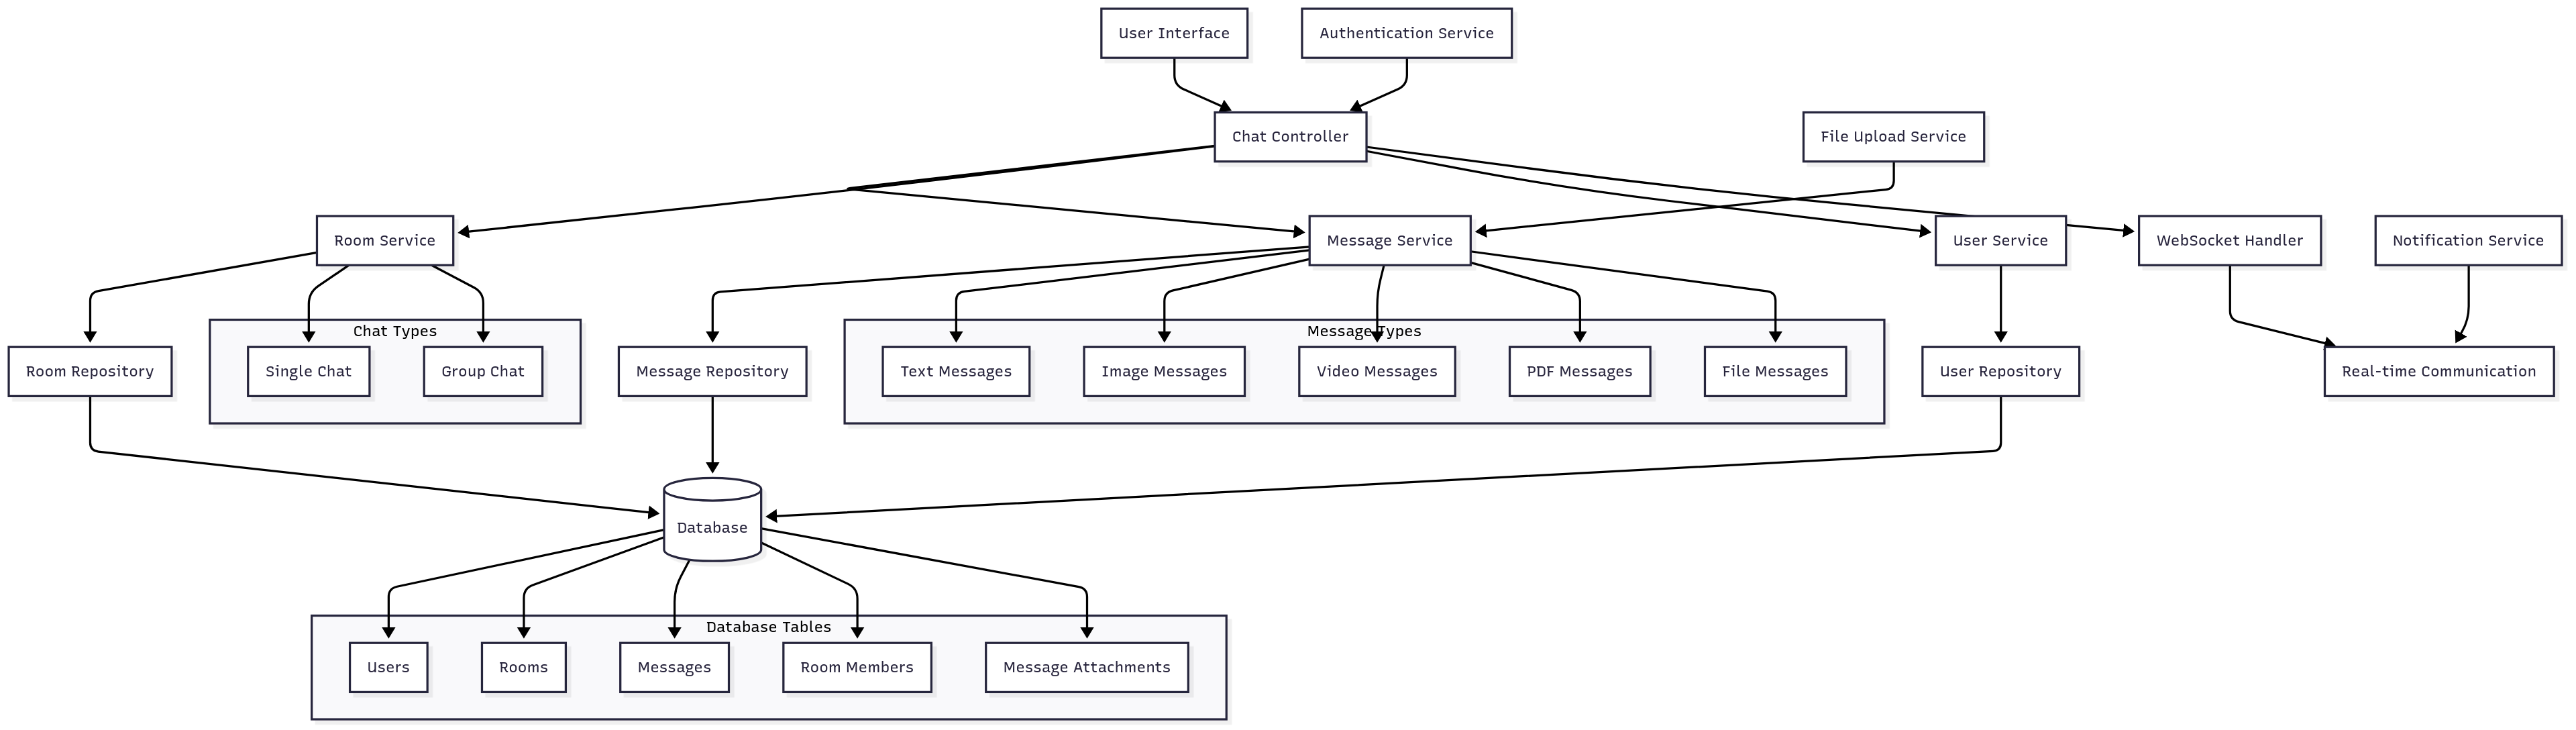 User Interface
Authentication Service
Chat Controller
File Upload Service
Room Service
Message Service
User Service
WebSocket Handler
Notification Service
Chat Types
Message Types
Room Repository
Single Chat
Group Chat
Message Repository
Text Messages
Image Messages
Video Messages
PDF Messages
File Messages
User Repository
Real-time Communication
Database
Database Tables
Users
Rooms
Messages
Room Members
Message Attachments